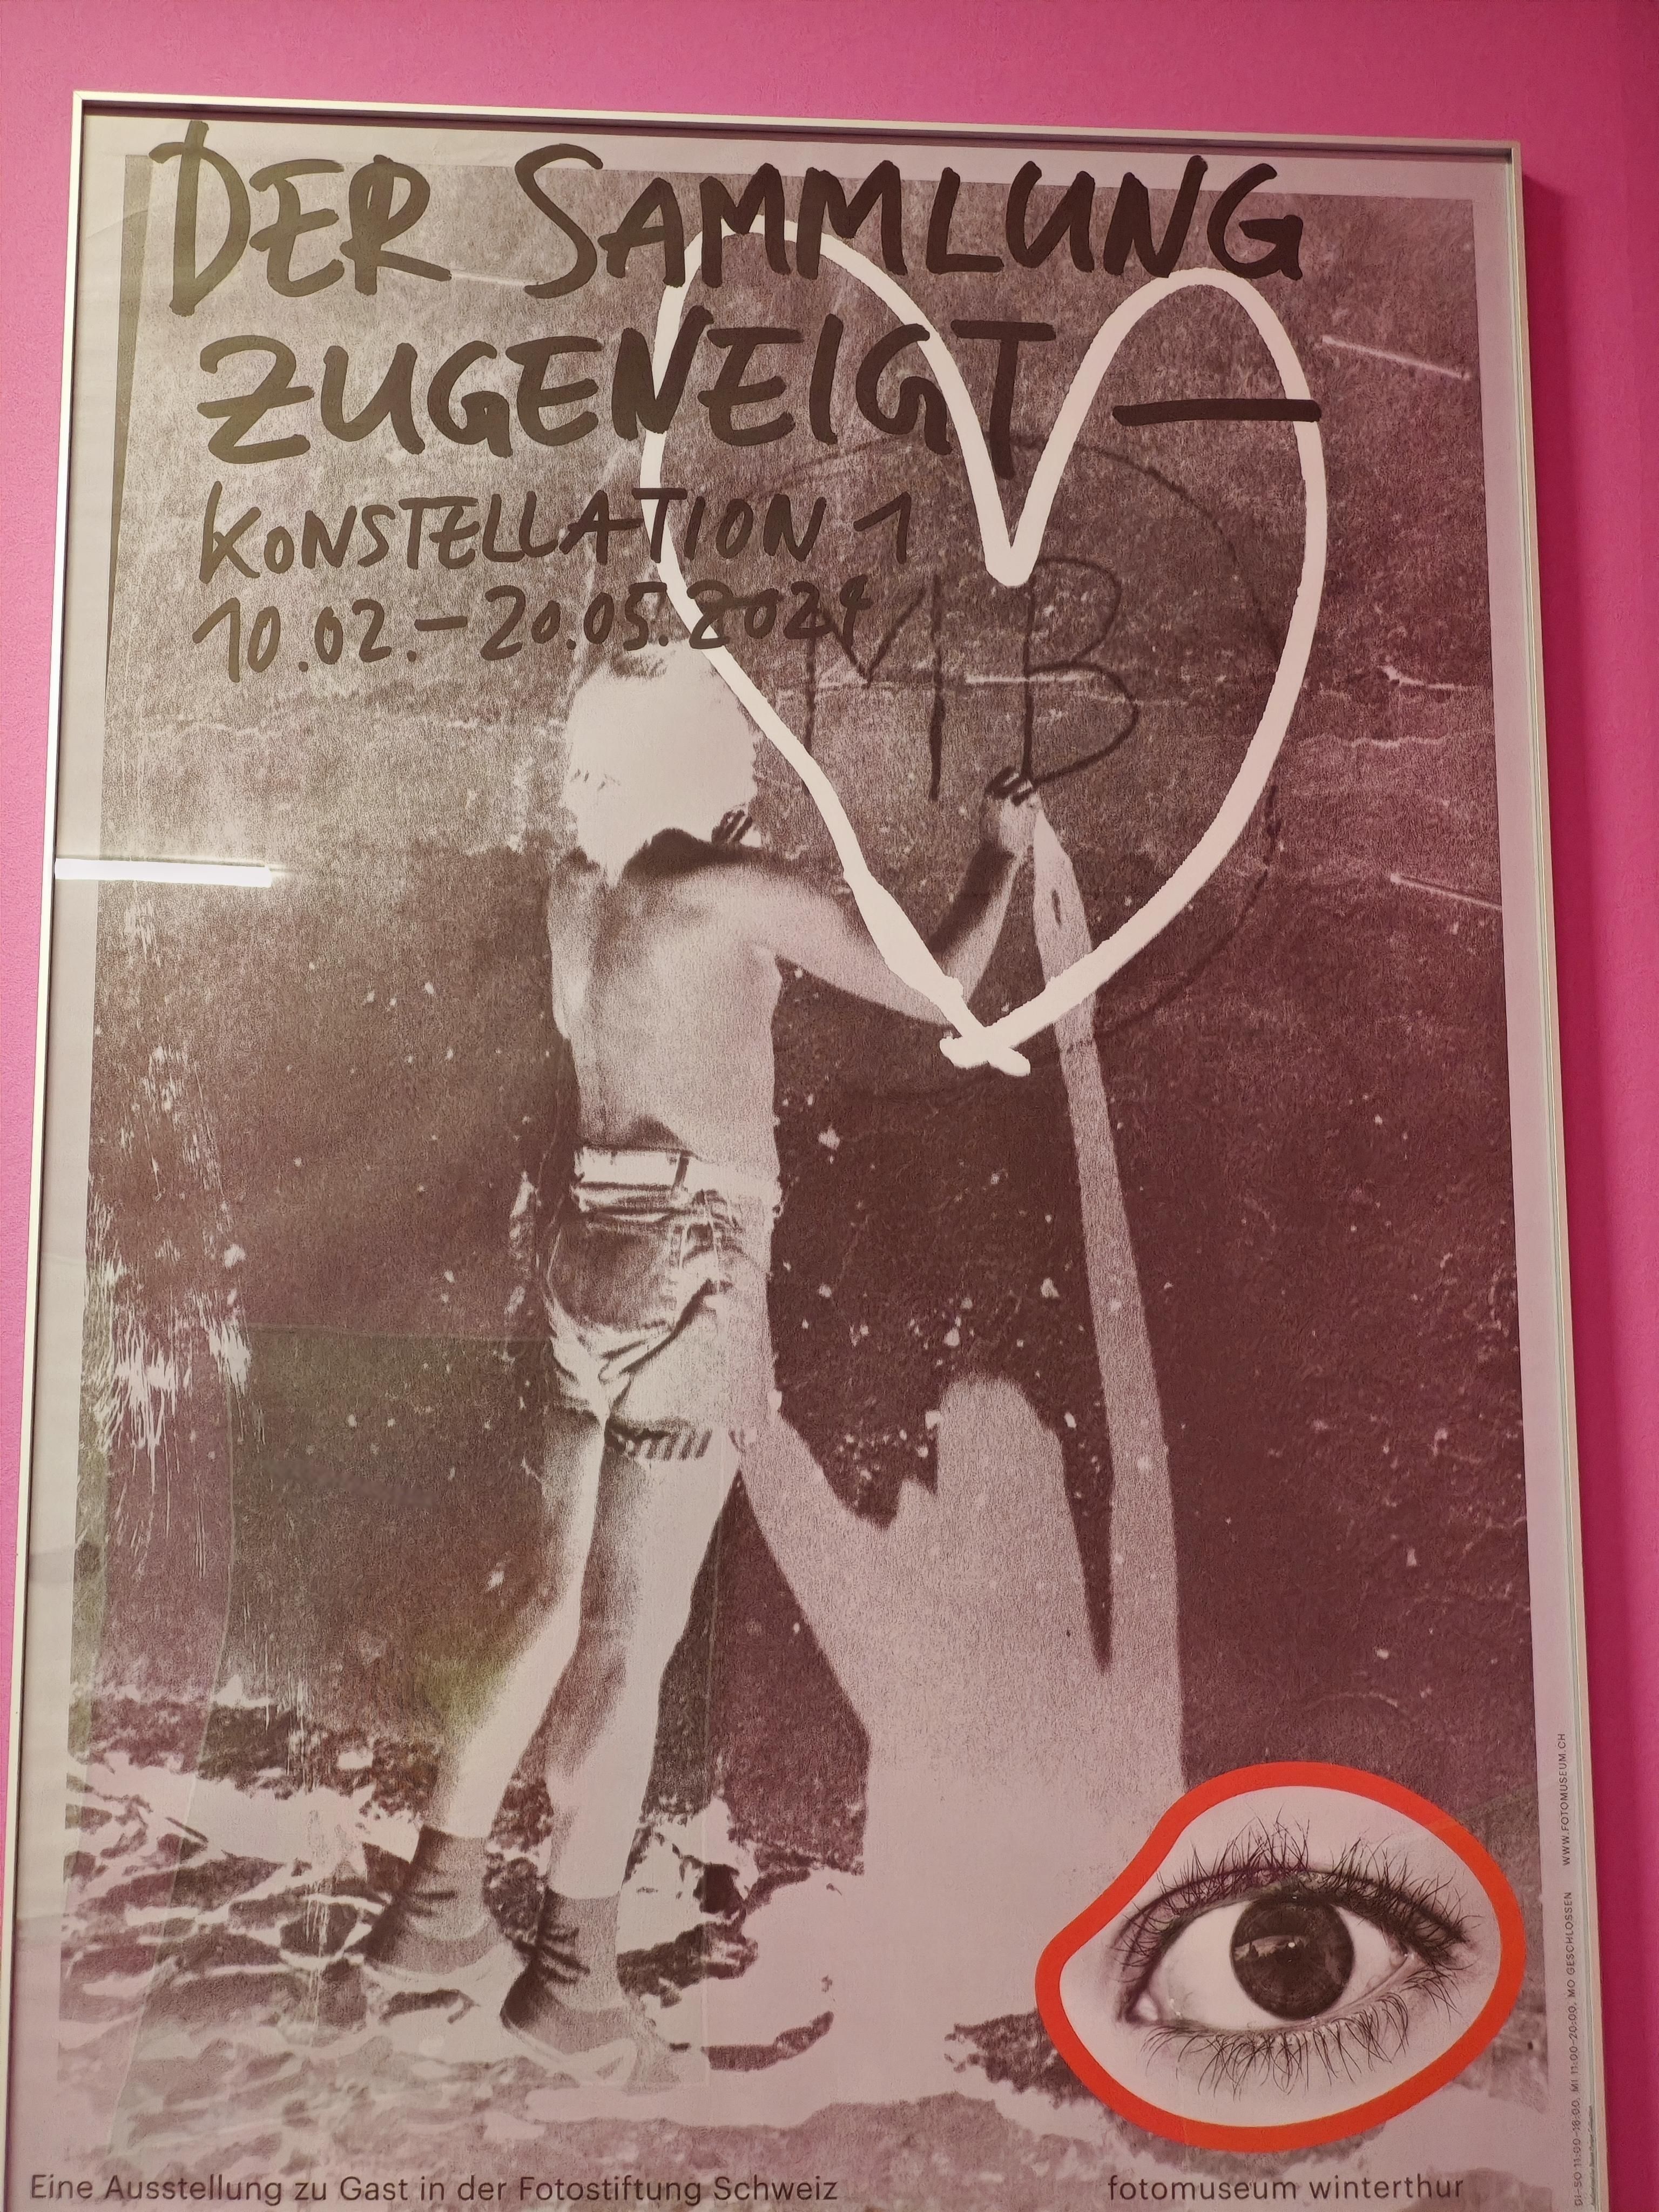 DER SAMMLUNG
ZUGENEIGT —
KONSTELLATION 1
10.02.–20.05.2024
MB
Eine Ausstellung zu Gast in der Fotostiftung Schweiz
fotomuseum winterthur
DI–SO 11:00–18:00, MI 11:00–20:00, MO GESCHLOSSEN WWW.FOTOMUSEUM.CH